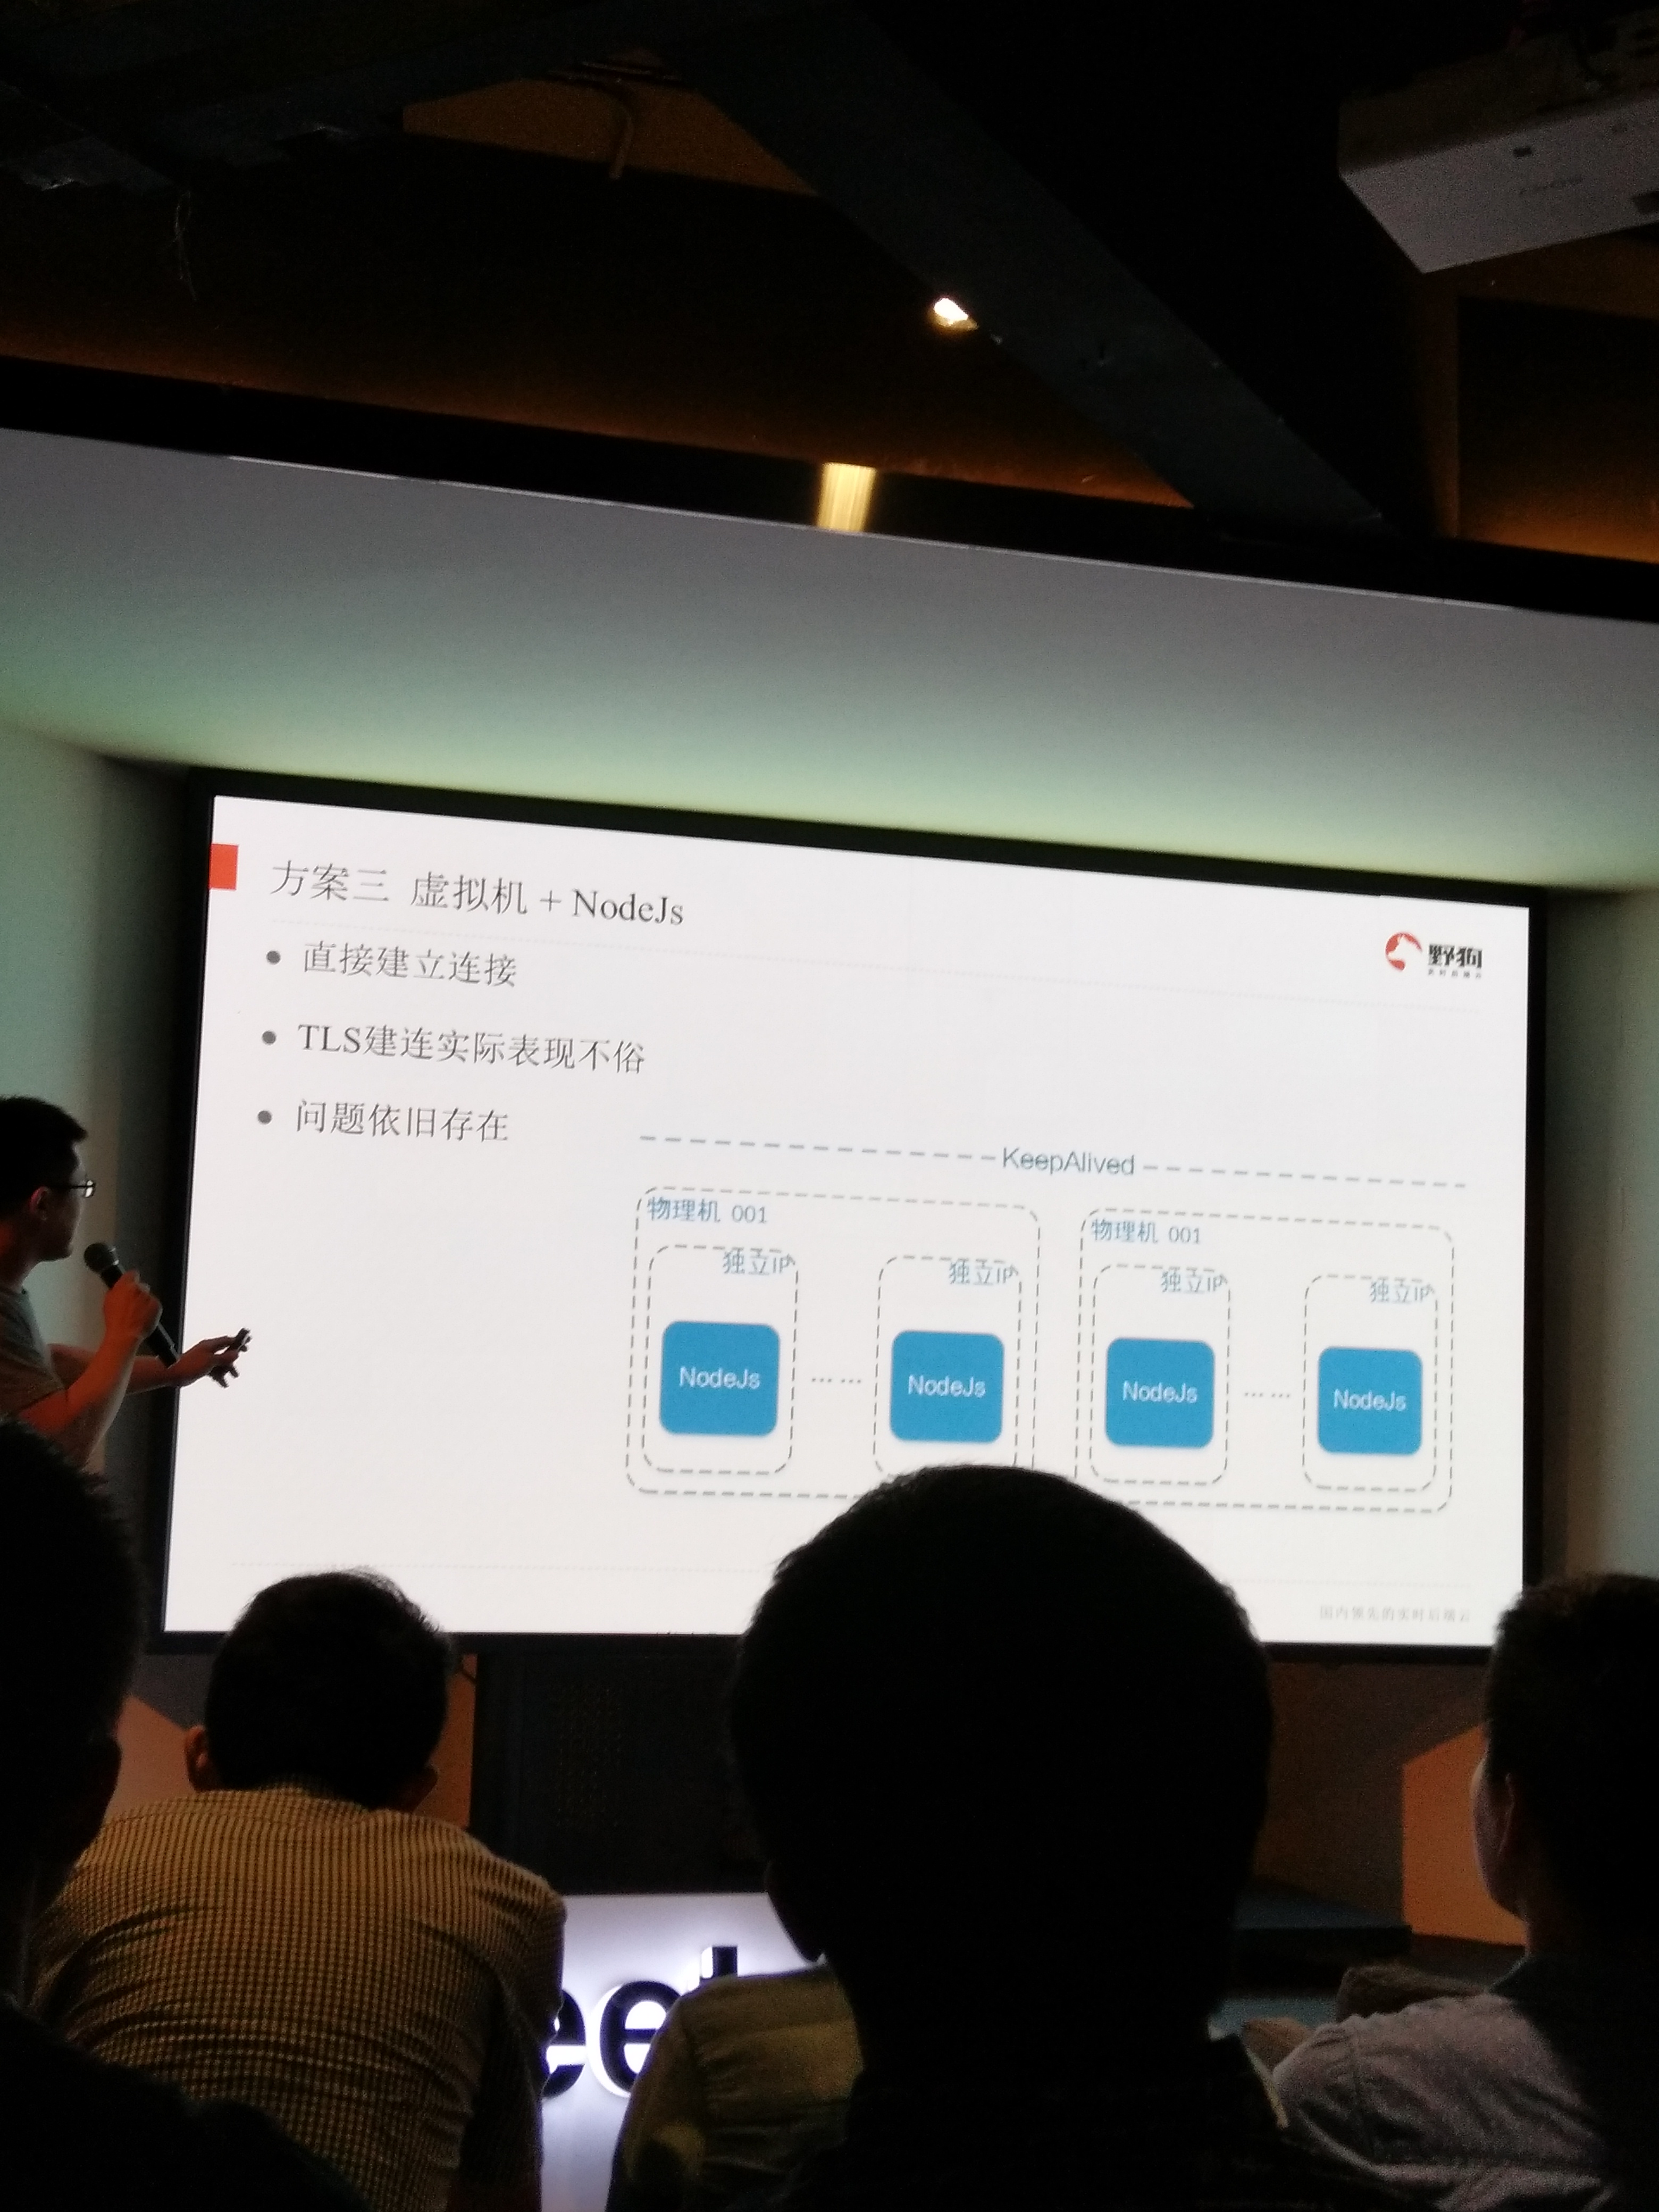 方案三 虚拟机 + NodeJs
野狗
• 直接建立连接
• TLS建连实际表现不俗
• 问题依旧存在
KeepAlived
物理机 001
物理机 001
独立IP
独立IP
独立IP
独立IP
NodeJs
······
NodeJs
NodeJs
······
NodeJs
国内领先的实时后端云
eet